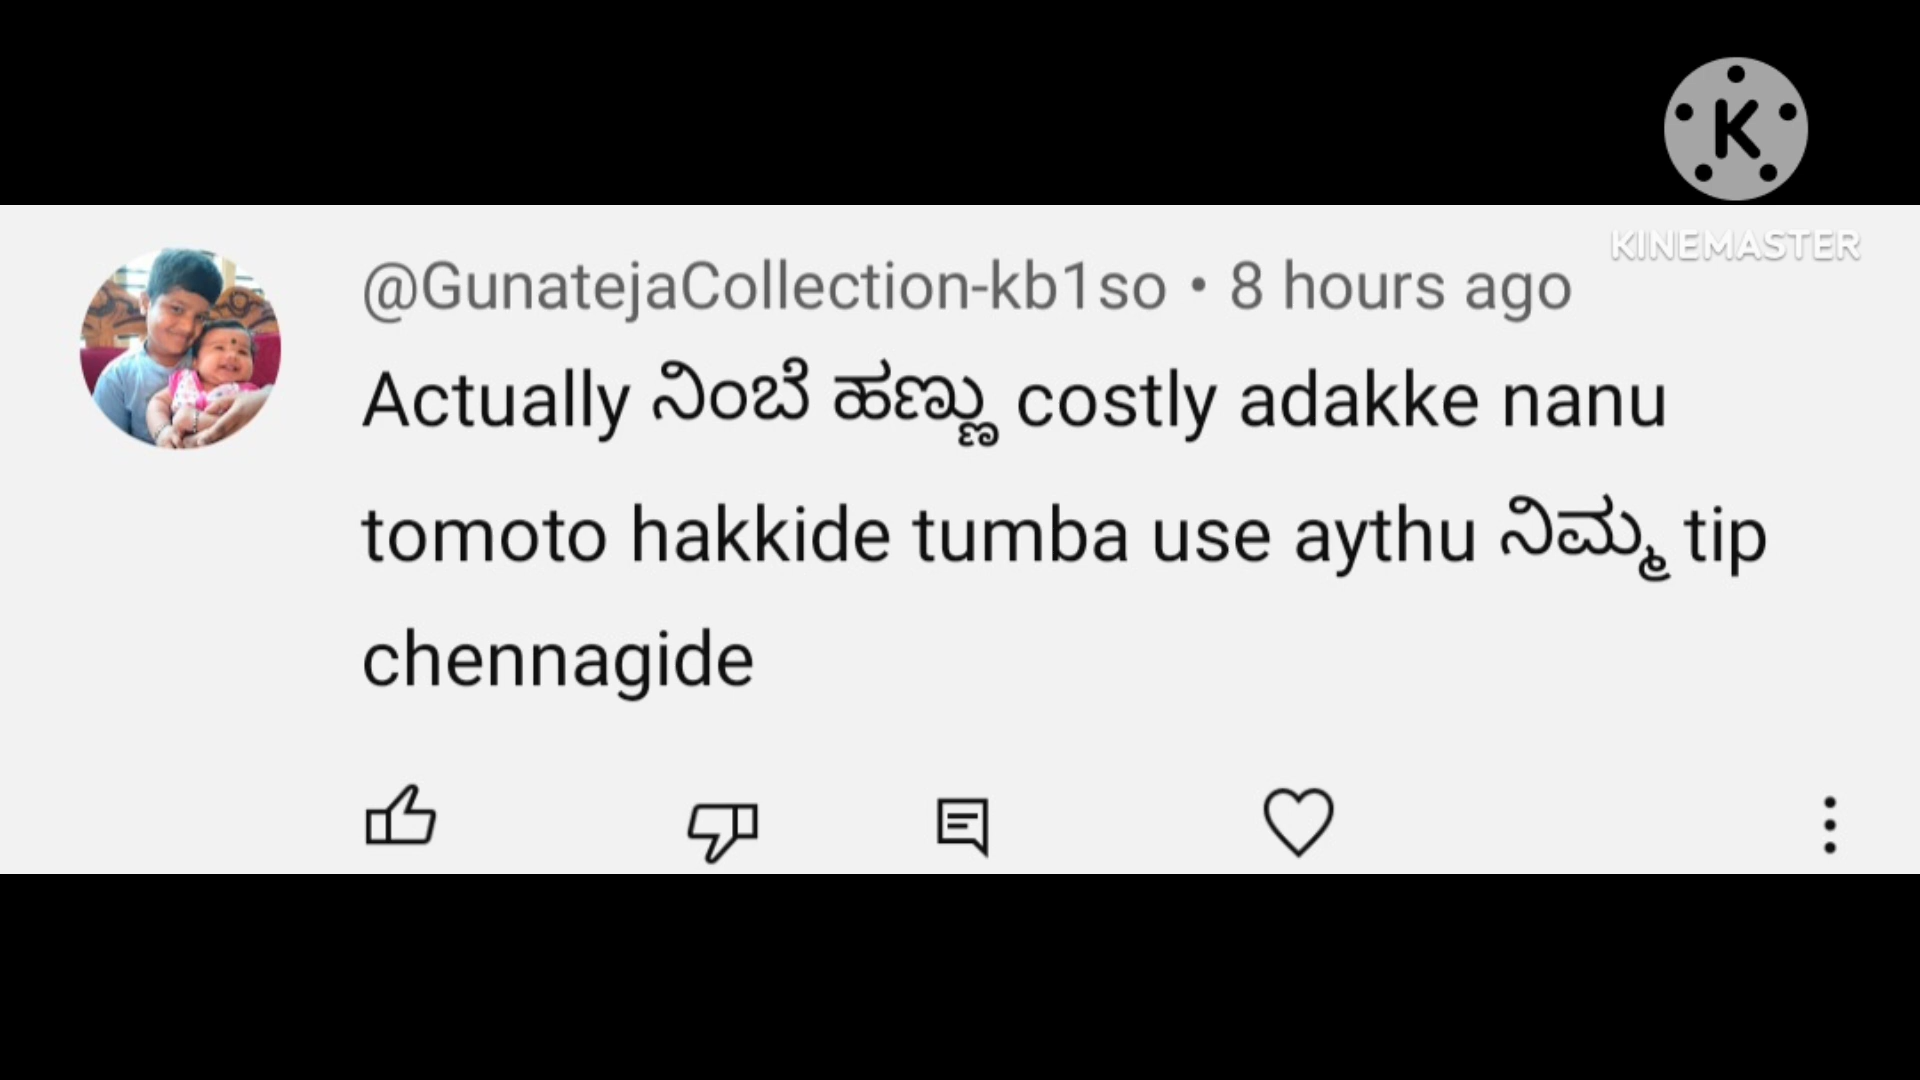 K
KINEMASTER
@GunatejaCollection-kb1so • 8 hours ago
Actually ನಿಂಬೆ ಹಣ್ಣು costly adakke nanu
tomoto hakkide tumba use aythu ನಿಮ್ಮ tip
chennagide